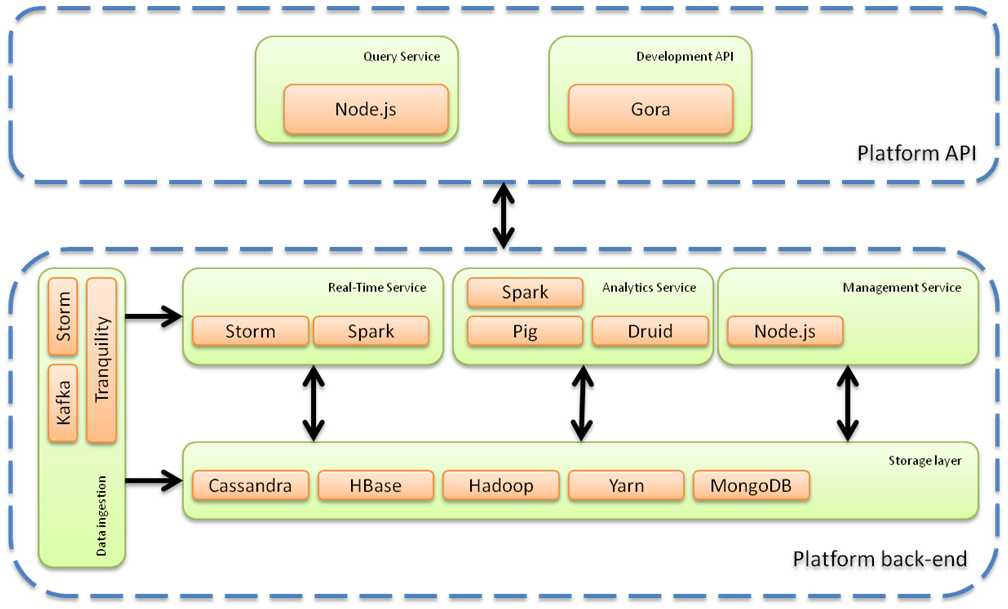 Query Service
Node.js
Development API
Gora
Platform API
Storm
Kafka
Tranquility
Data ingestion
Real-Time Service
Storm
Spark
Analytics Service
Spark
Pig
Druid
Management Service
Node.js
Storage layer
Cassandra
HBase
Hadoop
Yarn
MongoDB
Platform back-end